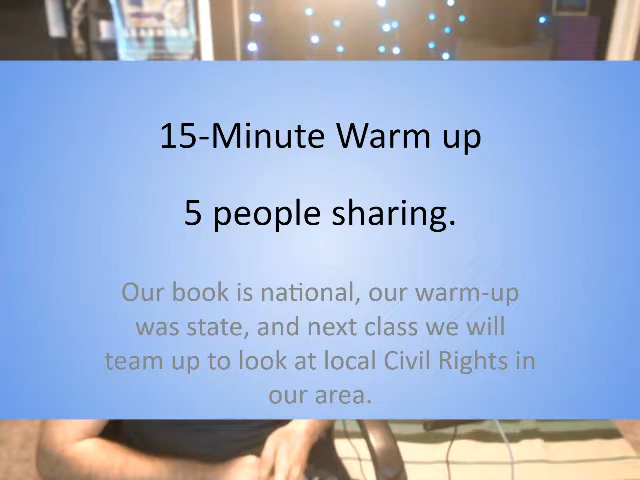 LEARNING
15-Minute Warm up
5 people sharing.
Our book is national, our warm-up
was state, and next class we will
team up to look at local Civil Rights in
our area.